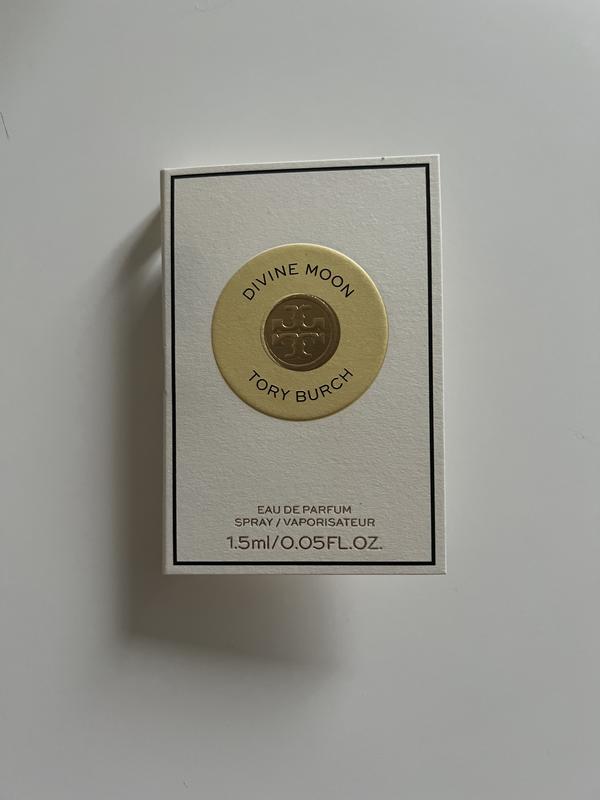 DIVINE MOON
TORY BURCH
EAU DE PARFUM
SPRAY / VAPORISATEUR
1.5ml/0.05FL.OZ.